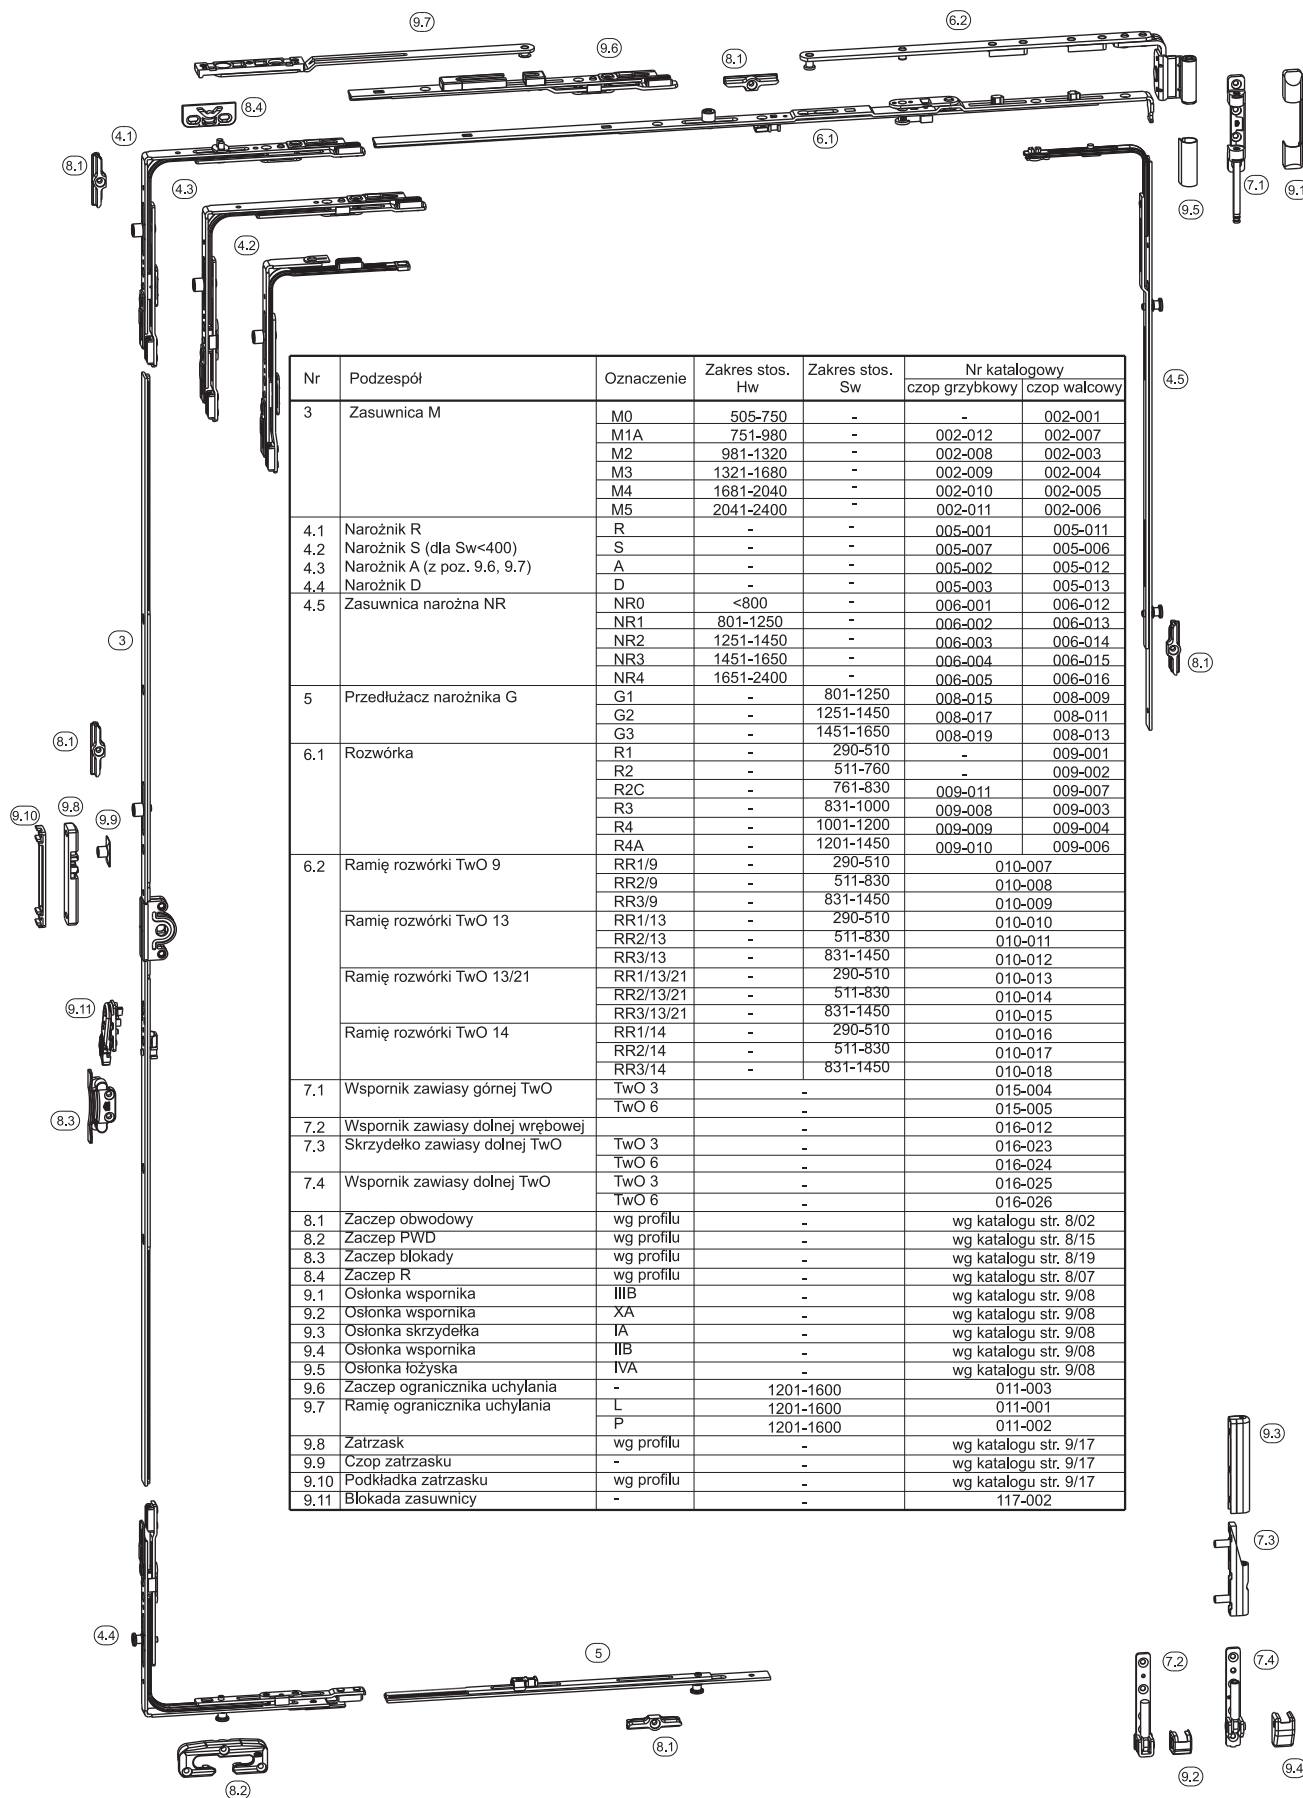 9.7
6.2
9.6
8.1
8.4
4.1
8.1
6.1
4.3
9.5
7.1
9.1
4.2
4.5
Nr Podzespół Oznaczenie Zakres stos. Hw Zakres stos. Sw Nr katalogowy
czop grzybkowy czop walcowy
3 Zasuwnica M M0 505-750 - - 002-001
M1A 751-980 - 002-012 002-007
M2 981-1320 - 002-008 002-003
M3 1321-1680 - 002-009 002-004
M4 1681-2040 - 002-010 002-005
M5 2041-2400 - 002-011 002-006
4.1 Narożnik R R - - 005-001 005-011
4.2 Narożnik S (dla Sw<400) S - - 005-007 005-006
4.3 Narożnik A (z poz. 9.6, 9.7) A - - 005-002 005-012
4.4 Narożnik D D - - 005-003 005-013
4.5 Zasuwnica narożna NR NR0 <800 - 006-001 006-012
NR1 801-1250 - 006-002 006-013
NR2 1251-1450 - 006-003 006-014
NR3 1451-1650 - 006-004 006-015
NR4 1651-2400 - 006-005 006-016
5 Przedłużacz narożnika G G1 - 801-1250 008-015 008-009
G2 - 1251-1450 008-017 008-011
G3 - 1451-1650 008-019 008-013
6.1 Rozwórka R1 - 290-510 - 009-001
R2 - 511-760 - 009-002
R2C - 761-830 009-011 009-007
R3 - 831-1000 009-008 009-003
R4 - 1001-1200 009-009 009-004
R4A - 1201-1450 009-010 009-006
6.2 Ramię rozwórki TwO 9 RR1/9 - 290-510 010-007
RR2/9 - 511-830 010-008
RR3/9 - 831-1450 010-009
Ramię rozwórki TwO 13 RR1/13 - 290-510 010-010
RR2/13 - 511-830 010-011
RR3/13 - 831-1450 010-012
Ramię rozwórki TwO 13/21 RR1/13/21 - 290-510 010-013
RR2/13/21 - 511-830 010-014
RR3/13/21 - 831-1450 010-015
Ramię rozwórki TwO 14 RR1/14 - 290-510 010-016
RR2/14 - 511-830 010-017
RR3/14 - 831-1450 010-018
7.1 Wspornik zawiasy górnej TwO TwO 3 - 015-004
TwO 6 - 015-005
7.2 Wspornik zawiasy dolnej wrębowej - 016-012
7.3 Skrzydełko zawiasy dolnej TwO TwO 3 - 016-023
TwO 6 - 016-024
7.4 Wspornik zawiasy dolnej TwO TwO 3 - 016-025
TwO 6 - 016-026
8.1 Zaczep obwodowy wg profilu - wg katalogu str. 8/02
8.2 Zaczep PWD wg profilu - wg katalogu str. 8/15
8.3 Zaczep blokady wg profilu - wg katalogu str. 8/19
8.4 Zaczep R wg profilu - wg katalogu str. 8/07
9.1 Osłonka wspornika IIIB - wg katalogu str. 9/08
9.2 Osłonka wspornika XA - wg katalogu str. 9/08
9.3 Osłonka skrzydełka IA - wg katalogu str. 9/08
9.4 Osłonka wspornika IIB - wg katalogu str. 9/08
9.5 Osłonka łożyska IVA - wg katalogu str. 9/08
9.6 Zaczep ogranicznika uchylania - 1201-1600 011-003
9.7 Ramię ogranicznika uchylania L 1201-1600 011-001
P 1201-1600 011-002
9.8 Zatrzask wg profilu - wg katalogu str. 9/17
9.9 Czop zatrzasku - - wg katalogu str. 9/17
9.10 Podkładka zatrzasku wg profilu - wg katalogu str. 9/17
9.11 Blokada zasuwnicy - - 117-002
3
8.1
8.1
9.10
9.8
9.9
9.11
8.3
9.3
7.3
4.4
5
7.2
7.4
8.1
9.2
9.4
8.2